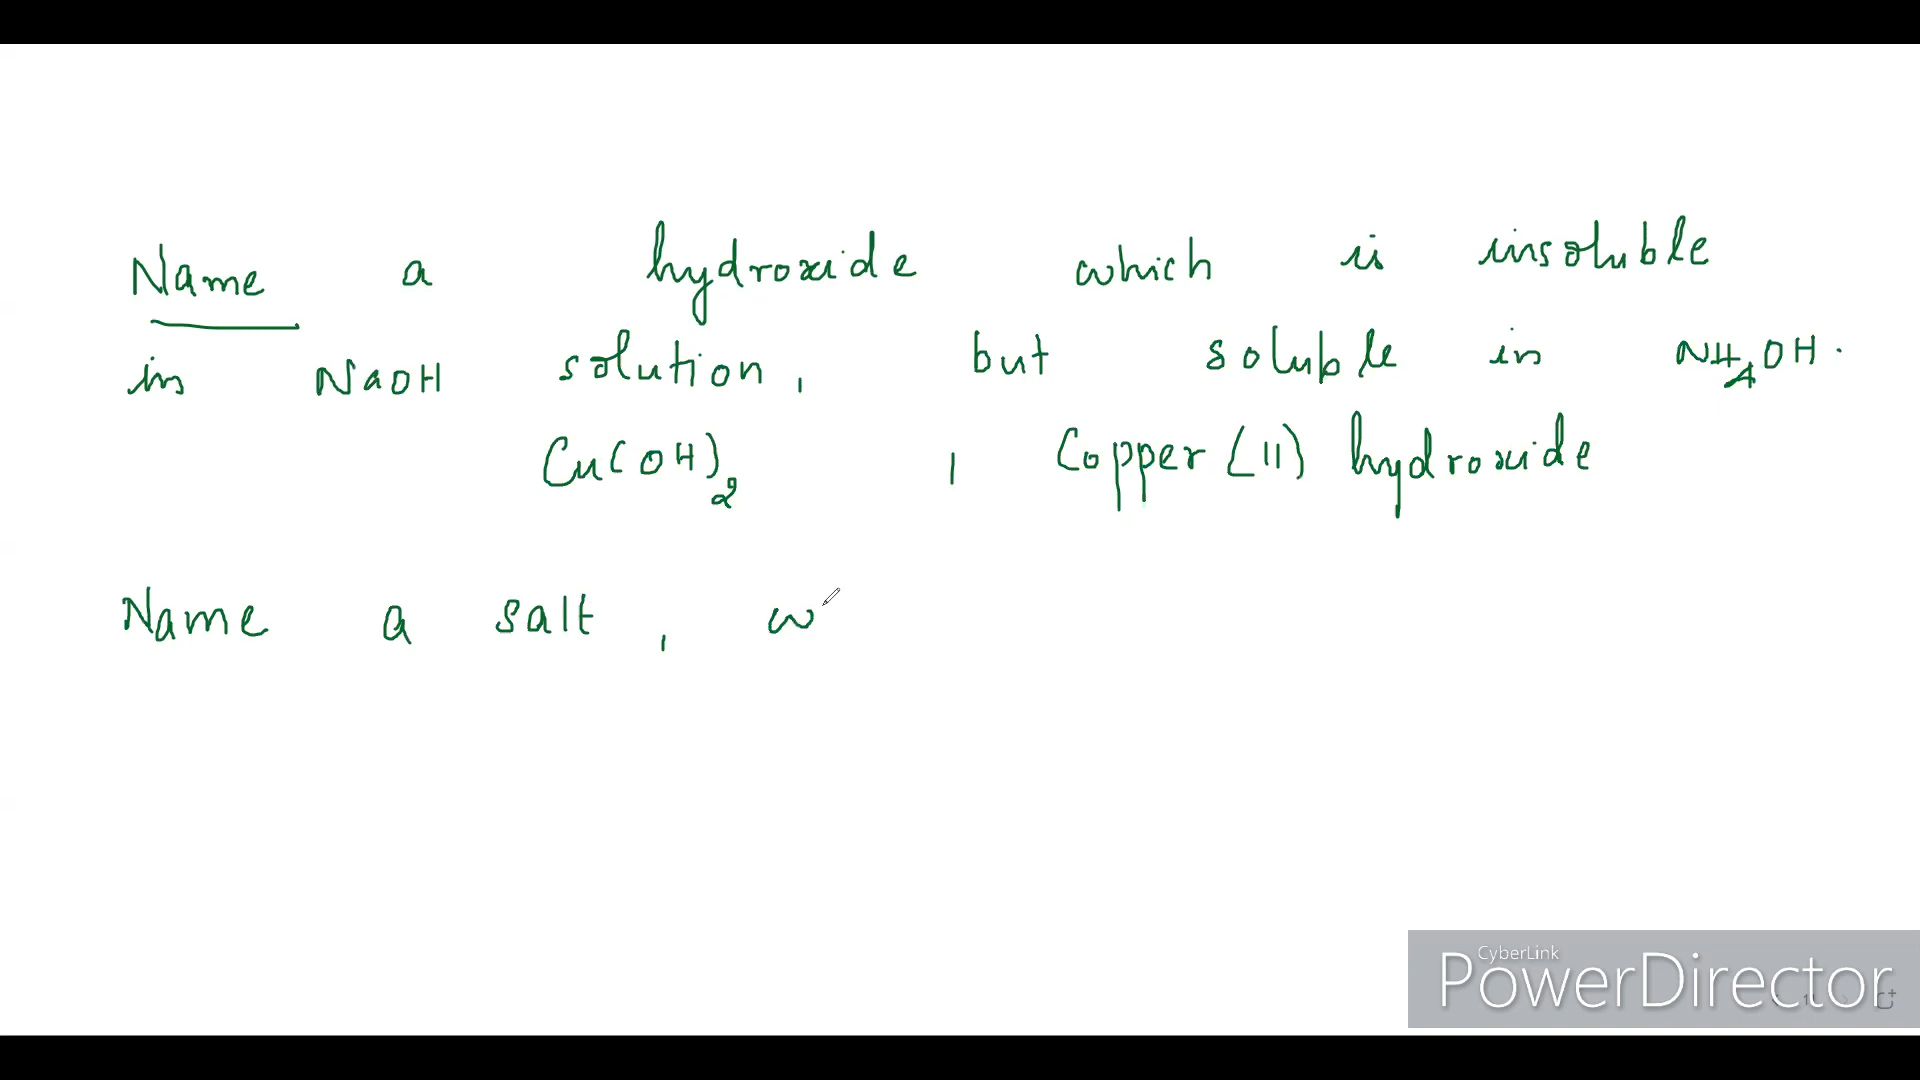 Name a hydroxide which is insoluble
in NaOH solution, but soluble in NH4OH.
Cu(OH)2 , Copper (II) hydroxide
Name a salt, w
CyberLink
PowerDirector